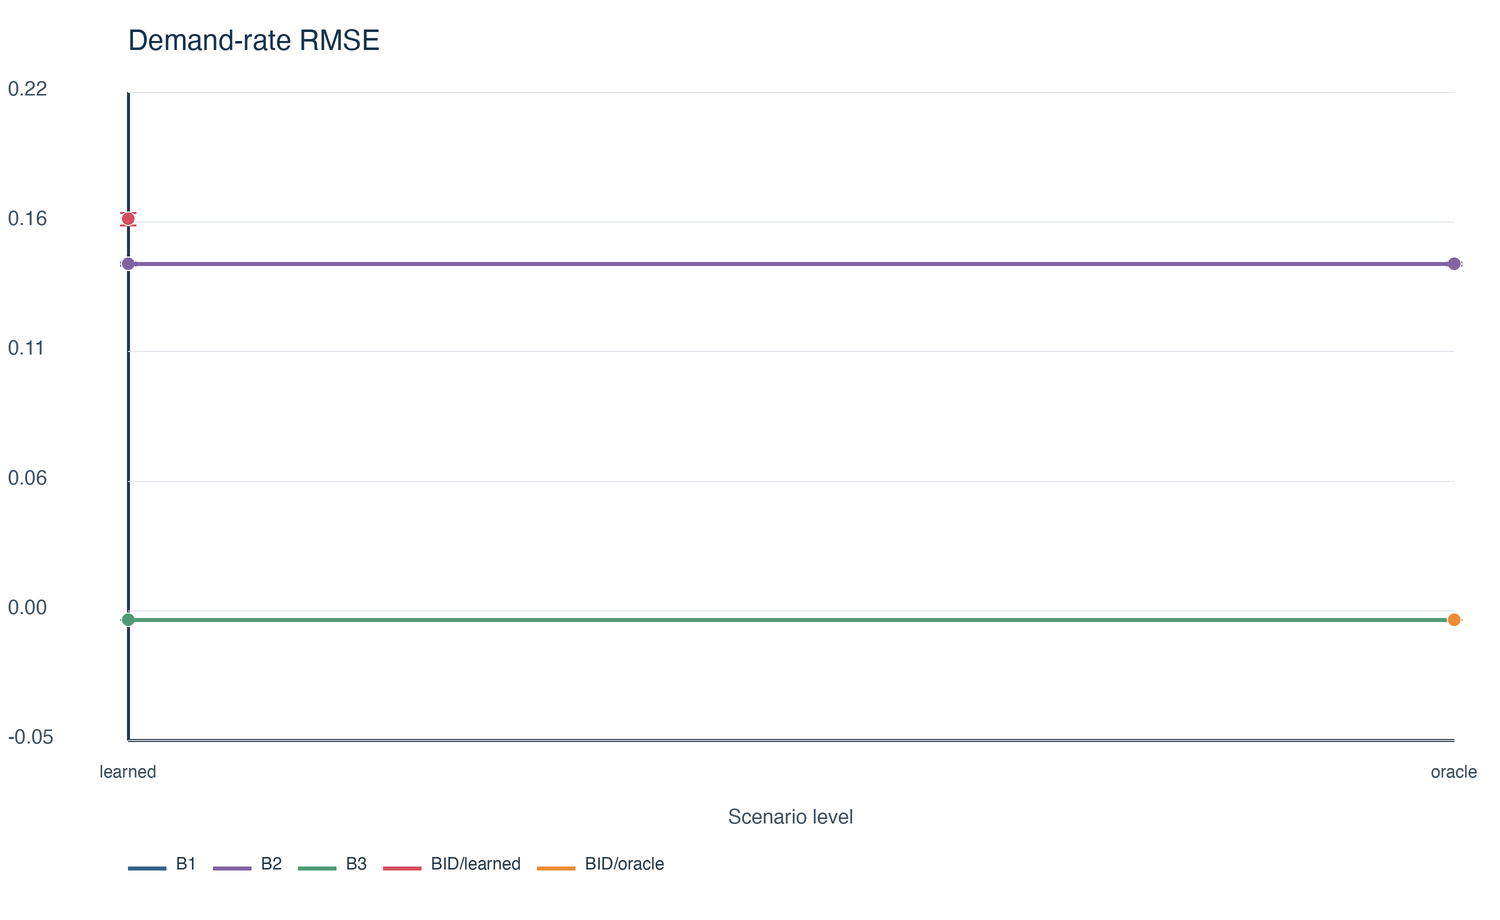 Demand-rate RMSE
0.22
0.16
0.11
0.06
0.00
-0.05
learned oracle
Scenario level
B1 B2 B3 BID/learned BID/oracle